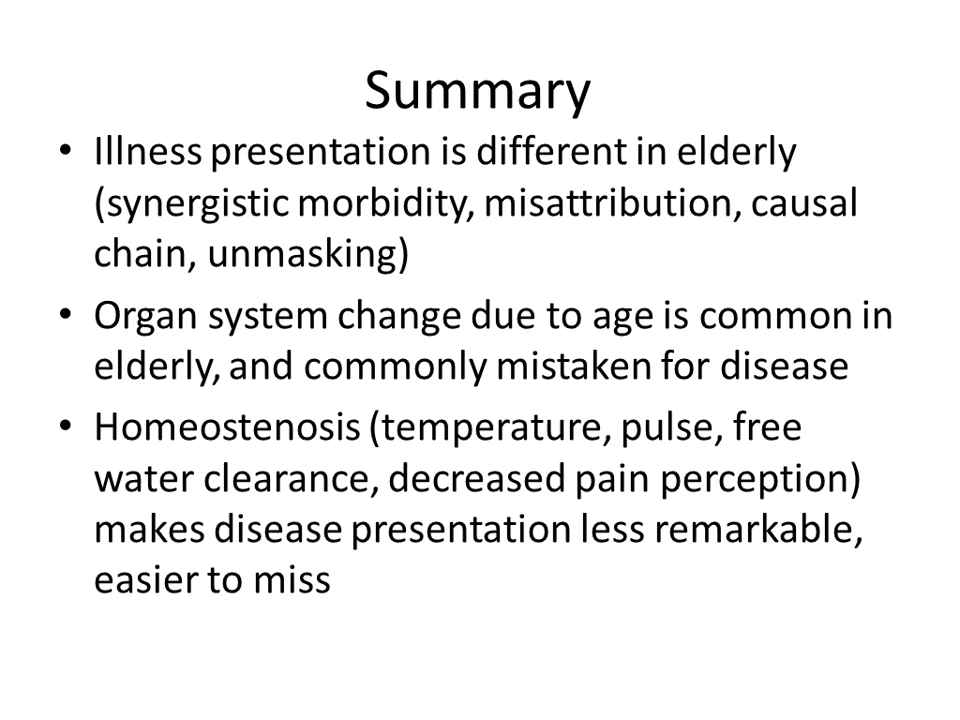 Summary
• Illness presentation is different in elderly
(synergistic morbidity, misattribution, causal
chain, unmasking)
• Organ system change due to age is common in
elderly, and commonly mistaken for disease
• Homeostenosis (temperature, pulse, free
water clearance, decreased pain perception)
makes disease presentation less remarkable,
easier to miss